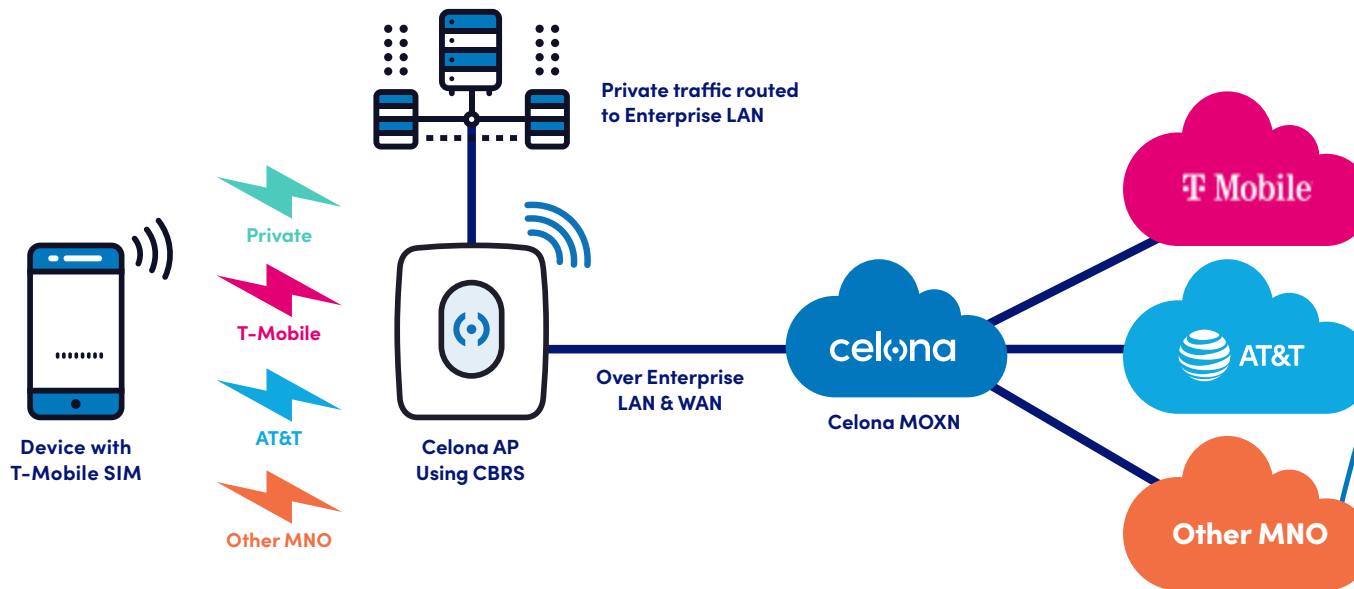 Private traffic routed
to Enterprise LAN
Private
T-Mobile
AT&T
Other MNO
Device with
T-Mobile SIM
Celona AP
Using CBRS
Over Enterprise
LAN & WAN
celona
Celona MOXN
T Mobile
AT&T
Other MNO